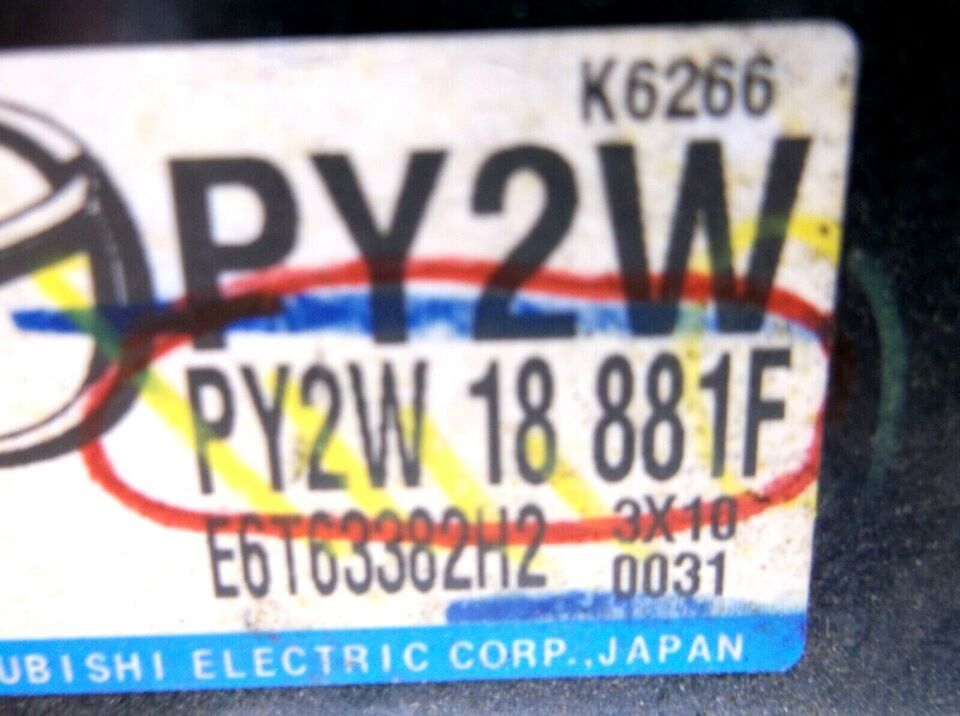 K6266
PY2W
PY2W 18 881F
E6T63382H2 3X10
0031
UBISHI ELECTRIC CORP.,JAPAN